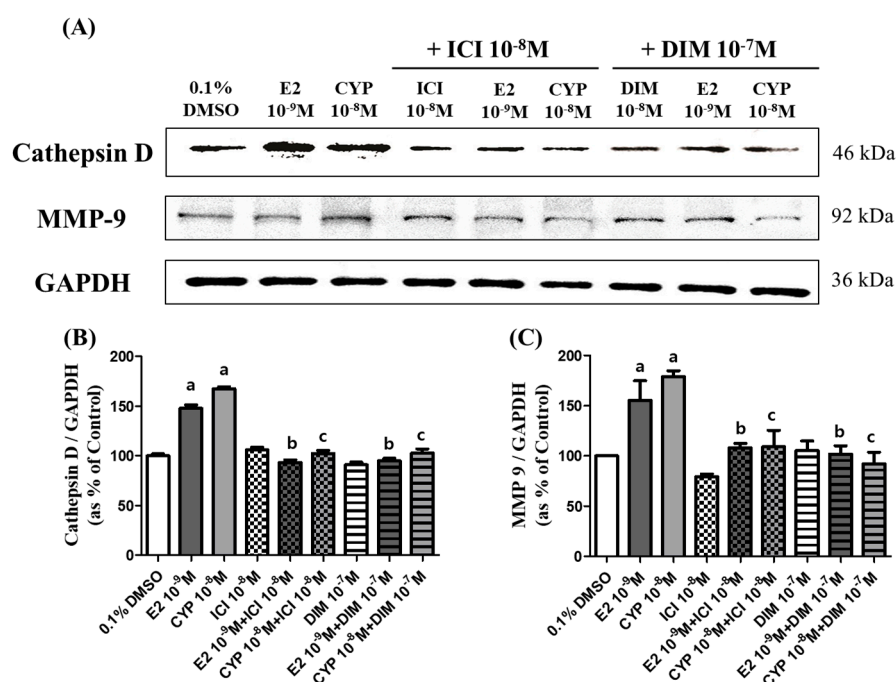 (A)
+ ICI 10⁻⁸M
+ DIM 10⁻⁷M
0.1% DMSO
E2 10⁻⁹M
CYP 10⁻⁸M
ICI 10⁻⁸M
E2 10⁻⁹M
CYP 10⁻⁸M
DIM 10⁻⁸M
E2 10⁻⁹M
CYP 10⁻⁸M
Cathepsin D
46 kDa
MMP-9
92 kDa
GAPDH
36 kDa
(B)
Cathepsin D / GAPDH
(as % of Control)
200
150
100
50
0
a
a
b
c
b
c
0.1% DMSO
E2 10⁻⁹M
CYP 10⁻⁸M
ICI 10⁻⁸M
E2 10⁻⁹M+ICI 10⁻⁸M
CYP 10⁻⁸M+ICI 10⁻⁸M
DIM 10⁻⁷M
E2 10⁻⁹M+DIM 10⁻⁷M
CYP 10⁻⁸M+DIM 10⁻⁷M
(C)
MMP 9 / GAPDH
(as % of Control)
200
150
100
50
0
a
a
b
c
b
c
0.1% DMSO
E2 10⁻⁹M
CYP 10⁻⁸M
ICI 10⁻⁸M
E2 10⁻⁹M+ICI 10⁻⁸M
CYP 10⁻⁸M+ICI 10⁻⁸M
DIM 10⁻⁷M
E2 10⁻⁹M+DIM 10⁻⁷M
CYP 10⁻⁸M+DIM 10⁻⁷M